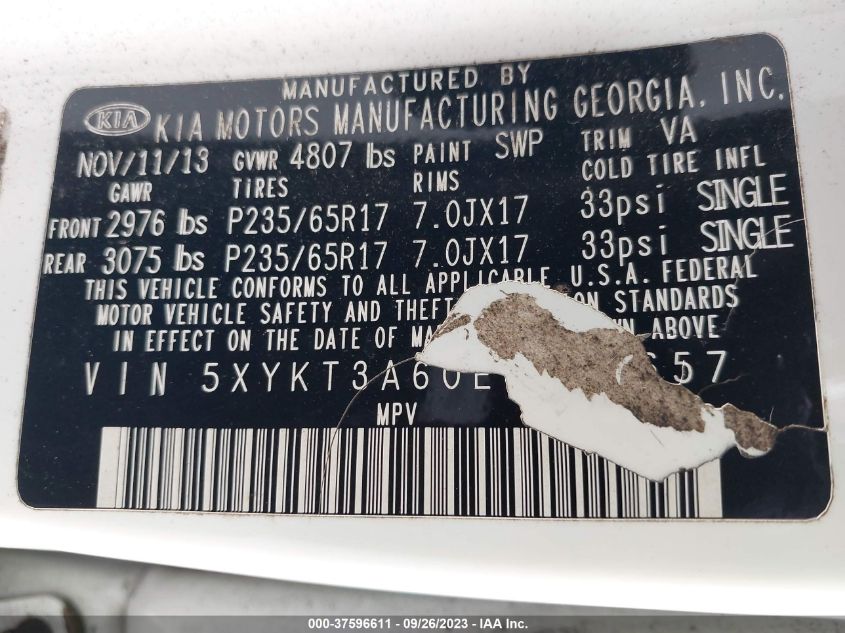 MANUFACTURED BY
KIA KIA MOTORS MANUFACTURING GEORGIA, INC.
NOV/11/13 GVWR 4807 lbs PAINT SWP TRIM VA
GAWR TIRES RIMS COLD TIRE INFL
FRONT 2976 lbs P235/65R17 7.0JX17 33psi SINGLE
REAR 3075 lbs P235/65R17 7.0JX17 33psi SINGLE
THIS VEHICLE CONFORMS TO ALL APPLICABLE U.S.A. FEDERAL
MOTOR VEHICLE SAFETY AND THEFT STANDARDS
IN EFFECT ON THE DATE OF ABOVE
VIN 5XYKT3A60E 57
MPV
000-37596611 - 09/26/2023 - IAA Inc.